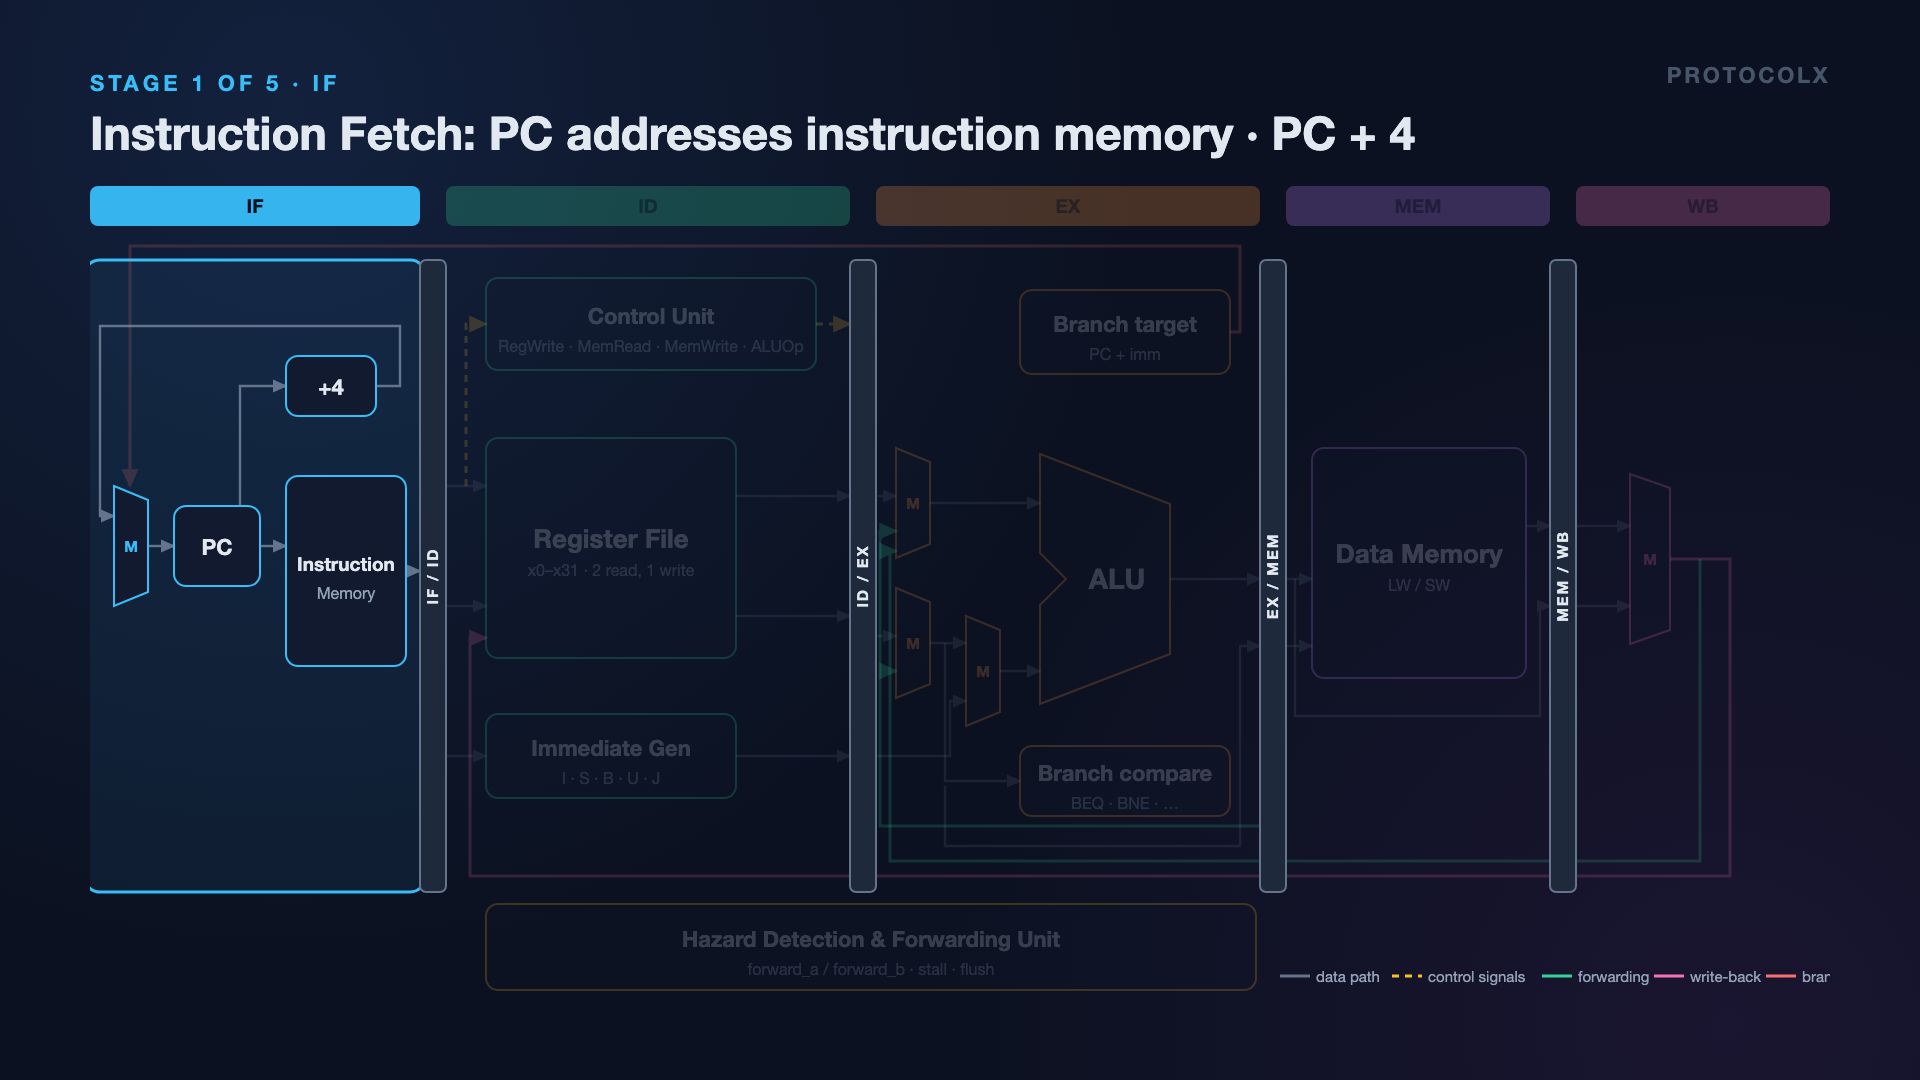 STAGE 1 OF 5 · IF
PROTOCOLX
Instruction Fetch: PC addresses instruction memory · PC + 4
IF
ID
EX
MEM
WB
Control Unit
RegWrite · MemRead · MemWrite · ALUOp
Branch target
PC + imm
+4
M
PC
Instruction
Memory
IF / ID
Register File
x0–x31 · 2 read, 1 write
ID / EX
M
M
M
ALU
EX / MEM
Data Memory
LW / SW
MEM / WB
M
Immediate Gen
I · S · B · U · J
Branch compare
BEQ · BNE · …
Hazard Detection & Forwarding Unit
forward_a / forward_b · stall · flush
data path
control signals
forwarding
write-back
brar